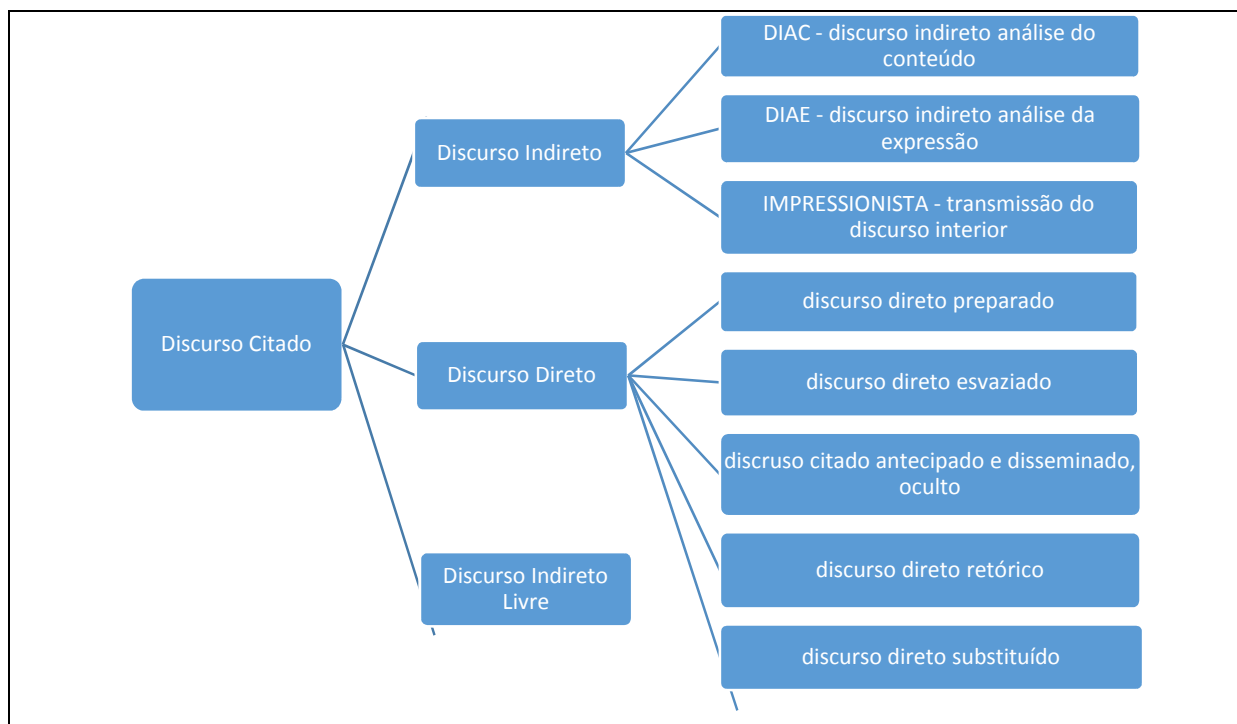 DIAC - discurso indireto análise do
conteúdo
DIAE - discurso indireto análise da
expressão
Discurso Indireto
IMPRESSIONISTA - transmissão do
discurso interior
discurso direto preparado
Discurso Citado
Discurso Direto
discurso direto esvaziado
discruso citado antecipado e disseminado,
oculto
discurso direto retórico
Discurso Indireto
Livre
discurso direto substituído